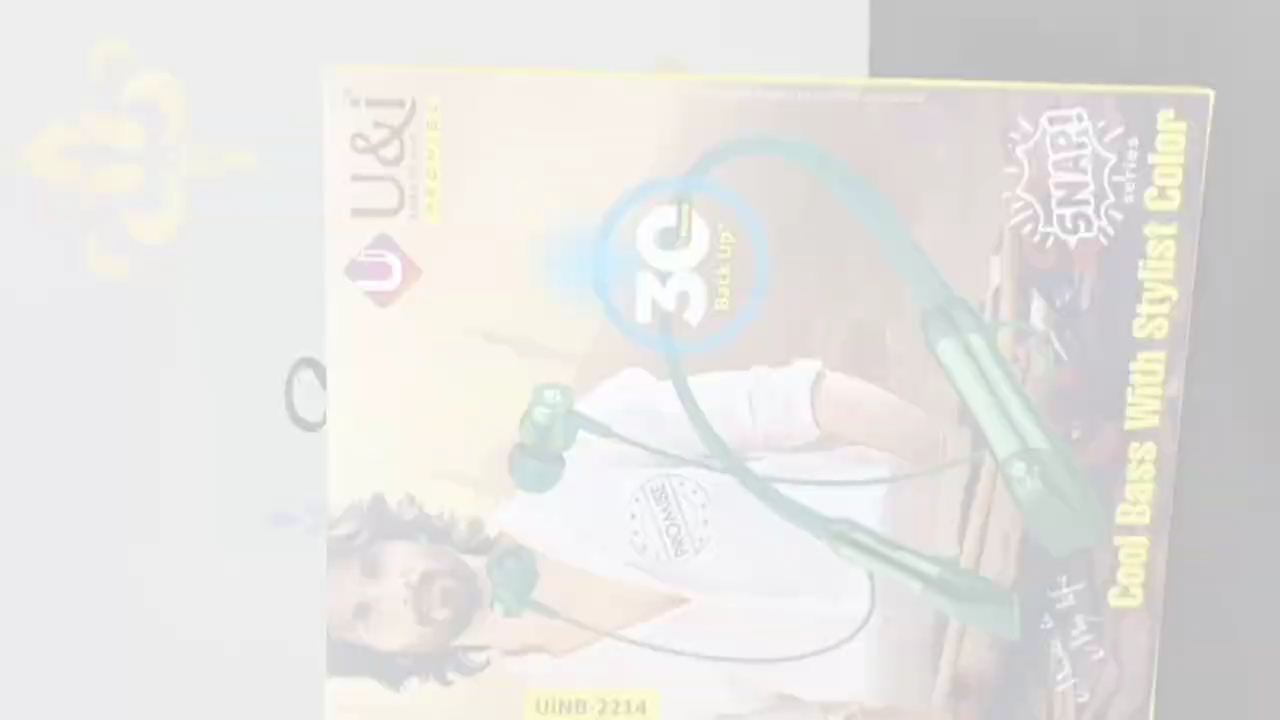 U&i
SNAP!
series
30
Back Up
PROMISE
Cool Bass With Stylist Color
UiNB-2214